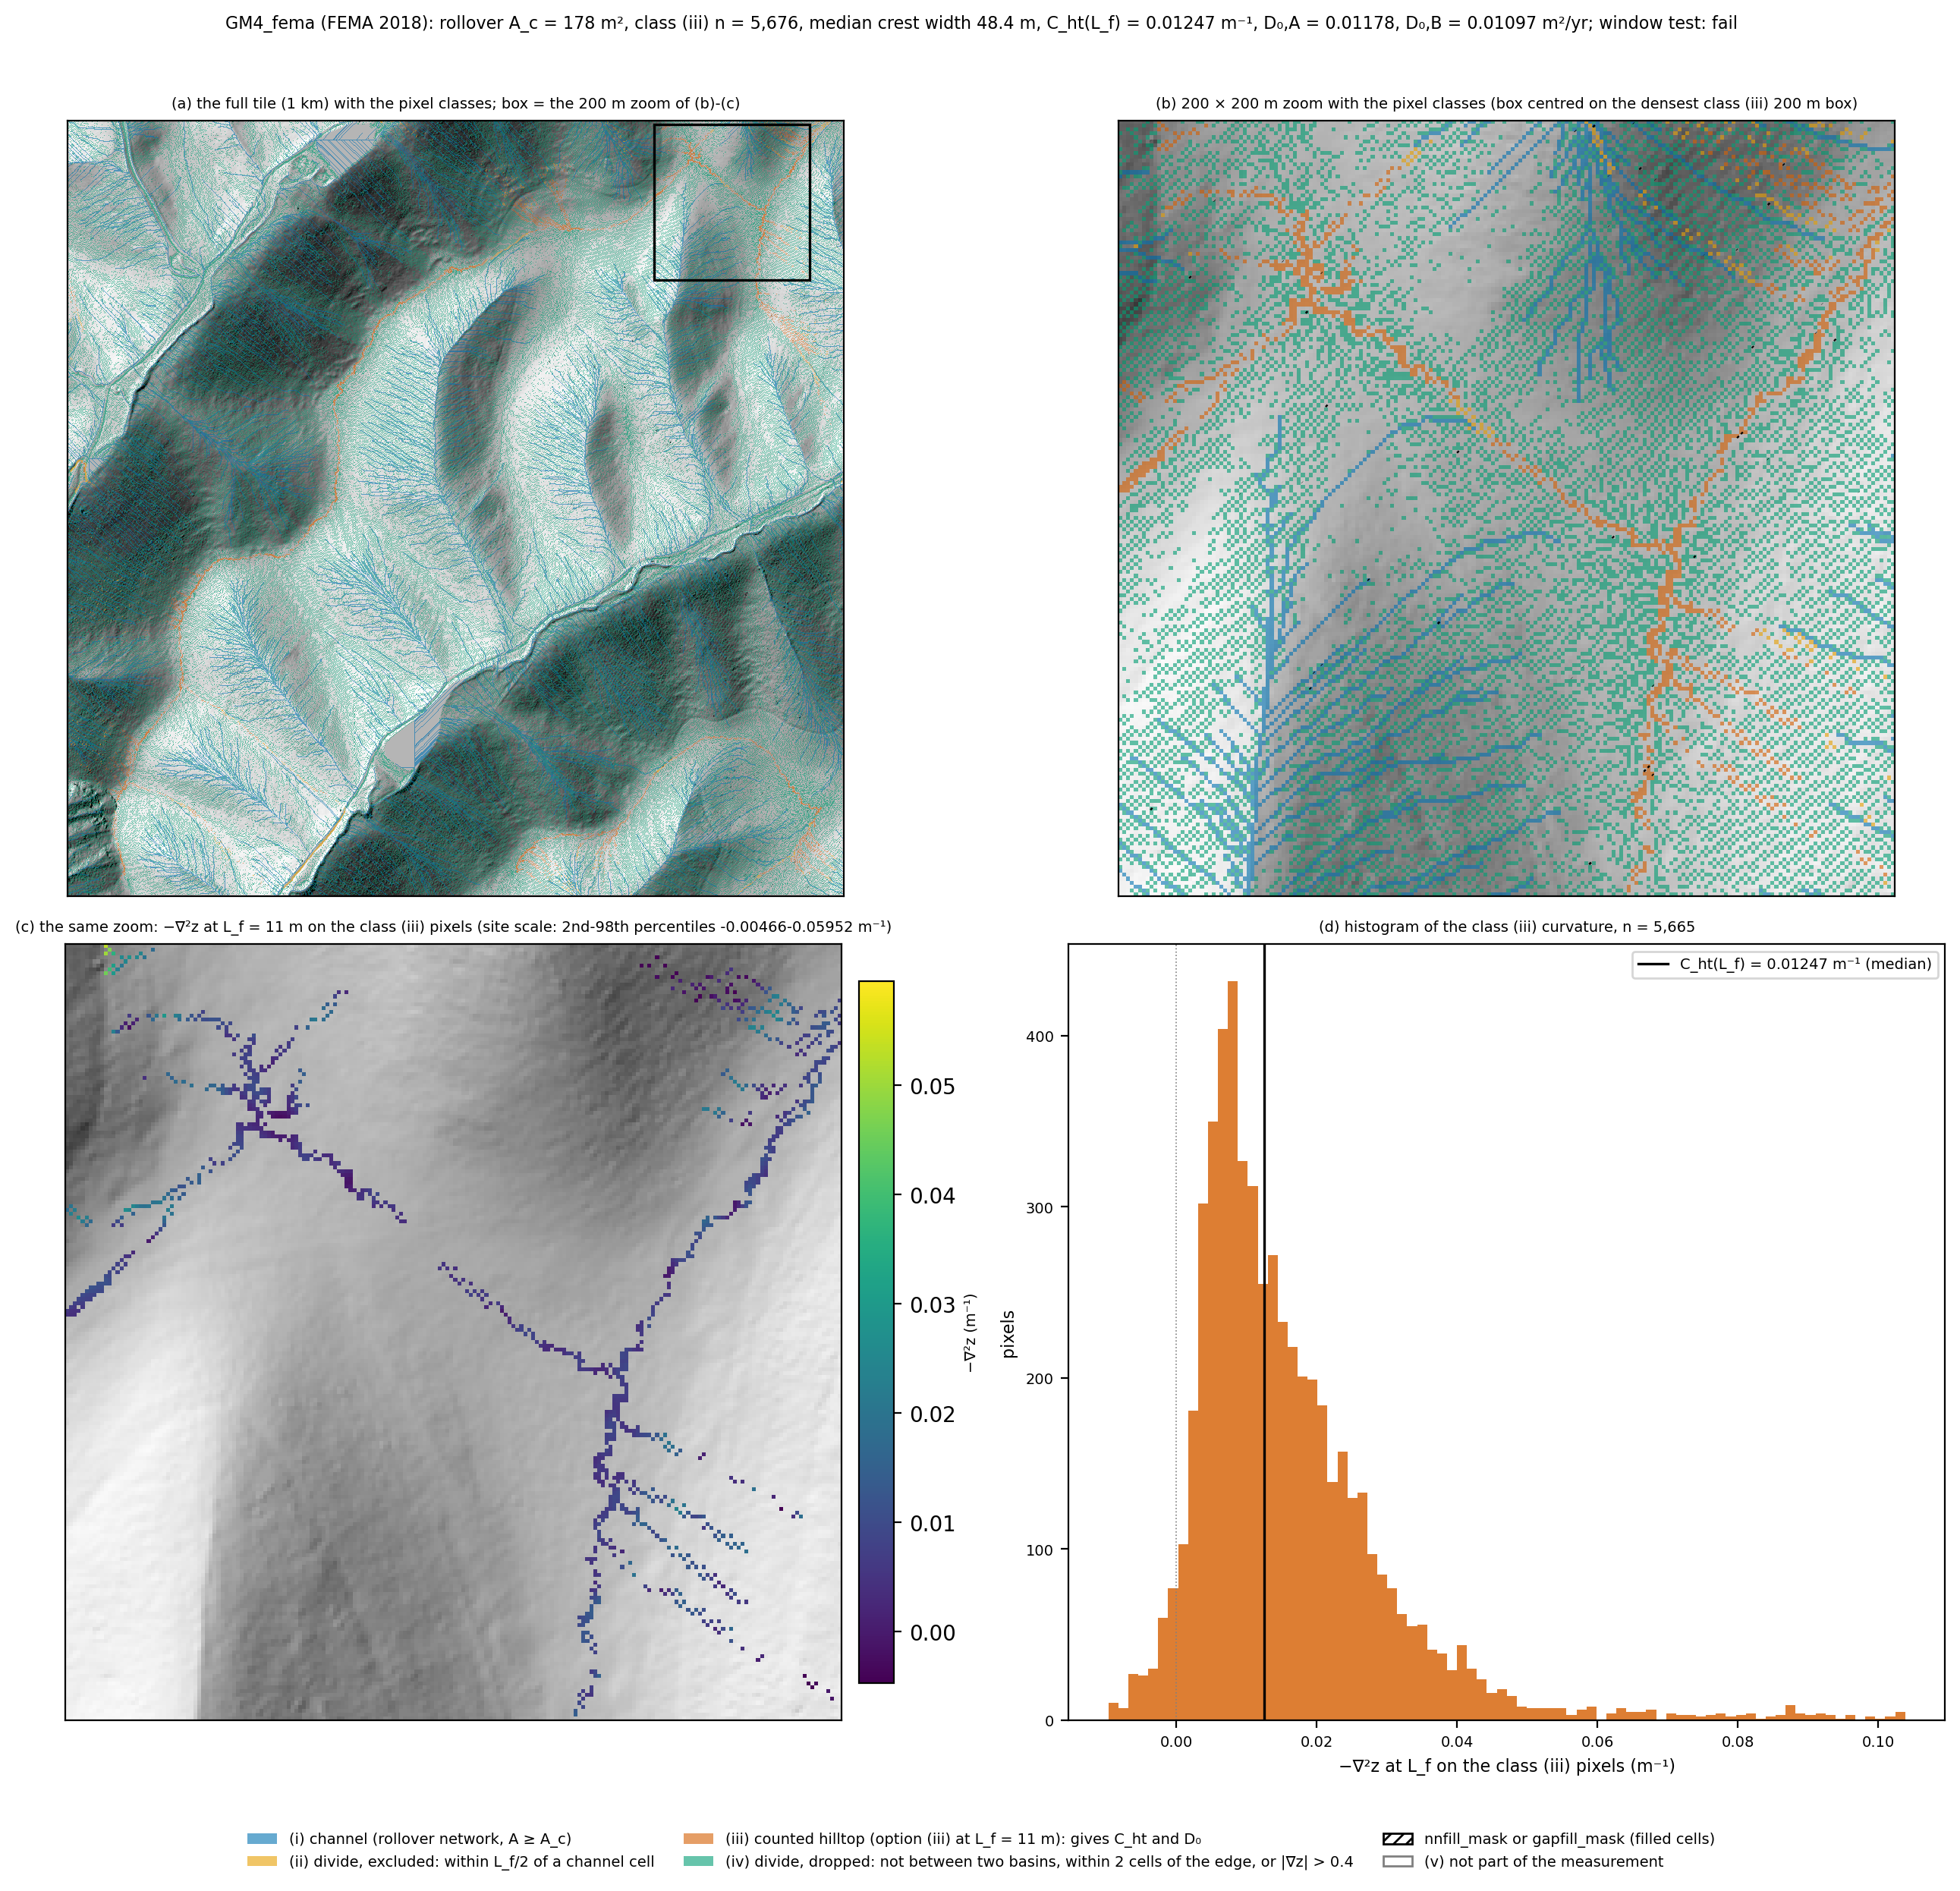 GM4_fema (FEMA 2018): rollover A_c = 178 m², class (iii) n = 5,676, median crest width 48.4 m, C_ht(L_f) = 0.01247 m⁻¹, D₀,A = 0.01178, D₀,B = 0.01097 m²/yr; window test: fail
(a) the full tile (1 km) with the pixel classes; box = the 200 m zoom of (b)-(c)
(b) 200 × 200 m zoom with the pixel classes (box centred on the densest class (iii) 200 m box)
(c) the same zoom: −∇²z at L_f = 11 m on the class (iii) pixels (site scale: 2nd-98th percentiles -0.00466-0.05952 m⁻¹)
0.05
0.04
0.03
0.02
0.01
0.00
−∇²z (m⁻¹)
(d) histogram of the class (iii) curvature, n = 5,665
C_ht(L_f) = 0.01247 m⁻¹ (median)
pixels
400
300
200
100
0
0.00 0.02 0.04 0.06 0.08 0.10
−∇²z at L_f on the class (iii) pixels (m⁻¹)
(i) channel (rollover network, A ≥ A_c)
(ii) divide, excluded: within L_f/2 of a channel cell
(iii) counted hilltop (option (iii) at L_f = 11 m): gives C_ht and D₀
(iv) divide, dropped: not between two basins, within 2 cells of the edge, or |∇z| > 0.4
nnfill_mask or gapfill_mask (filled cells)
(v) not part of the measurement